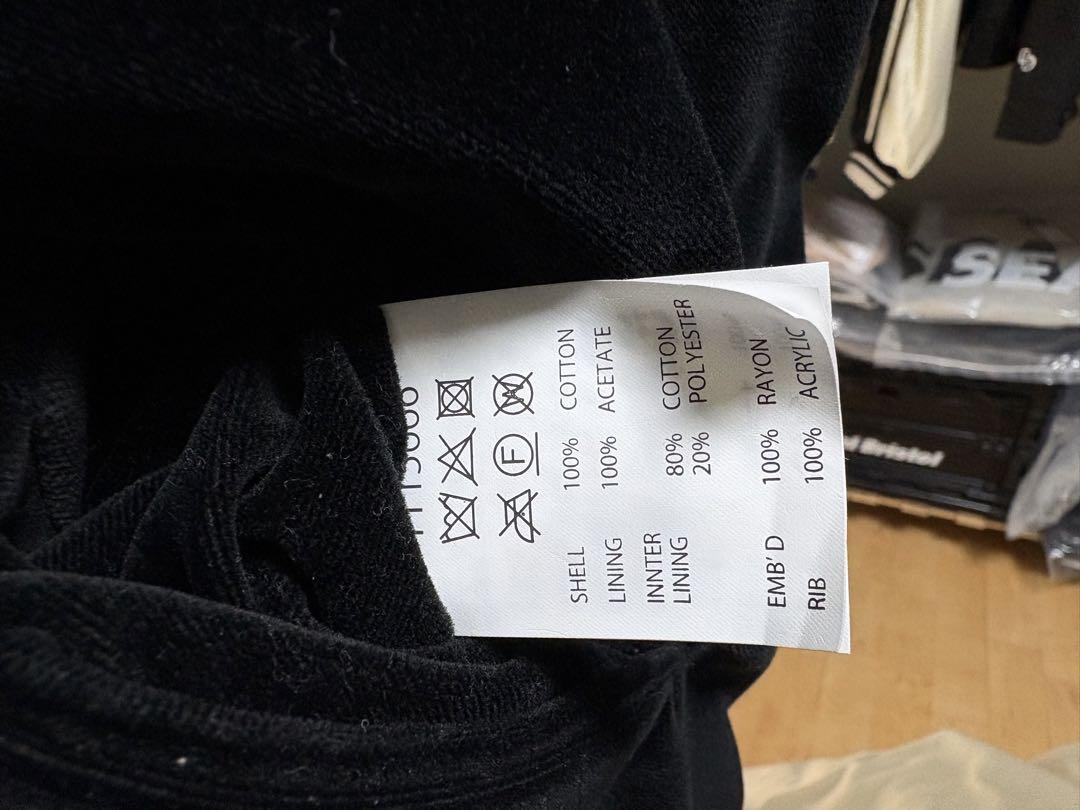 F
W
SHELL 100% COTTON
LINING 100% ACETATE
INNTER
LINING 80% COTTON
20% POLYESTER
EMB'D 100% RAYON
RIB 100% ACRYLIC
SE
Bristol